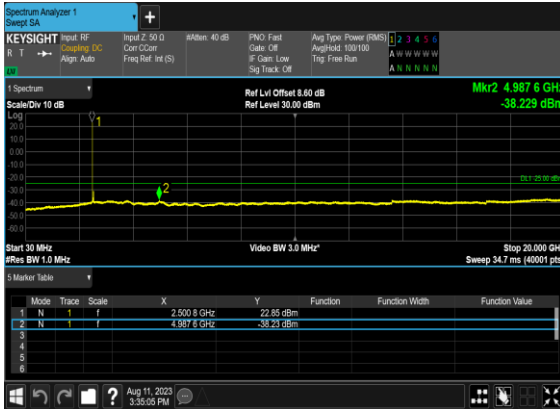 Spectrum Analyzer 1
Swept SA
+
KEYSIGHT Input: RF Input Z: 50 Ω #Atten: 40 dB PNO: Fast Avg Type: Power (RMS) 1 2 3 4 5 6
R T Coupling: DC Corr CCorr Gate: Off Avg|Hold: 100/100 A W W W W W
Align: Auto Freq Ref: Int (S) IF Gain: Low Trig: Free Run
Sig Track: Off A N N N N N
1 Spectrum Ref Lvl Offset 8.60 dB Mkr2 4.987 6 GHz
Scale/Div 10 dB Ref Level 30.00 dBm -38.229 dBm
Log
20.0 1
10.0
0.00
-10.0
-20.0 DL1 -25.00 dBm
-30.0 2
-40.0
-50.0
-60.0
Start 30 MHz Video BW 3.0 MHz* Stop 20.000 GHz
#Res BW 1.0 MHz Sweep 34.7 ms (40001 pts)
5 Marker Table
Mode Trace Scale X Y Function Function Width Function Value
1 N 1 f 2.500 8 GHz 22.85 dBm
2 N 1 f 4.987 6 GHz -38.23 dBm
3
4
5
6
? Aug 11, 2023
3:35:05 PM